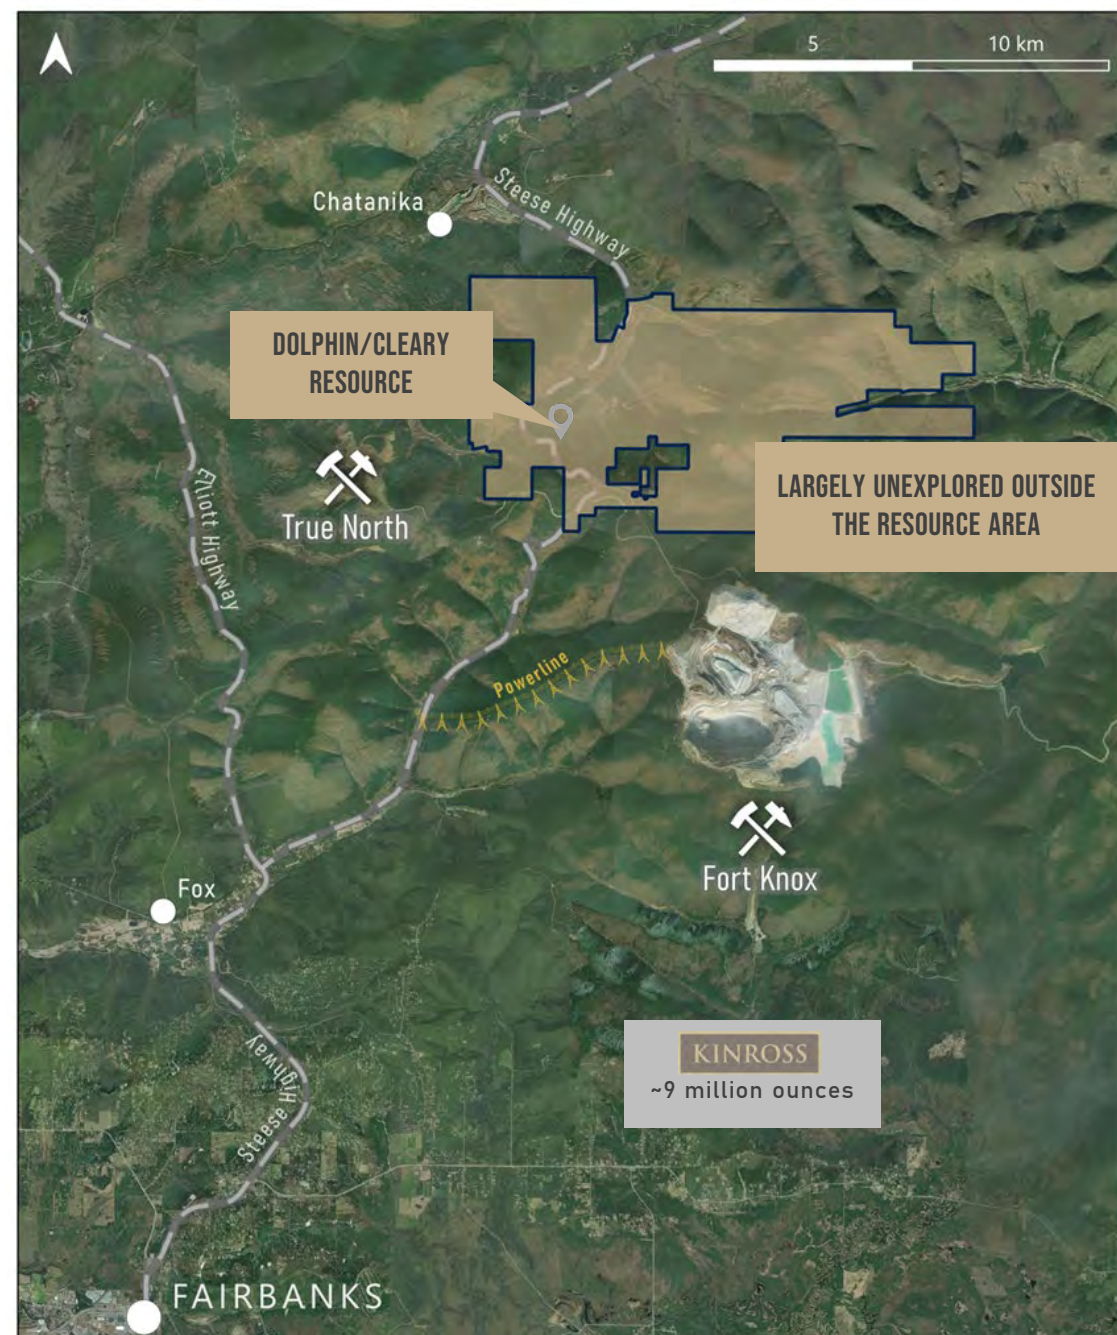 5
10 km
Steese Highway
Chatanika
DOLPHIN/CLEARY
RESOURCE
LARGELY UNEXPLORED OUTSIDE
THE RESOURCE AREA
True North
Elliott Highway
Powerline
Fort Knox
Fox
KINROSS
~9 million ounces
Steese Highway
FAIRBANKS